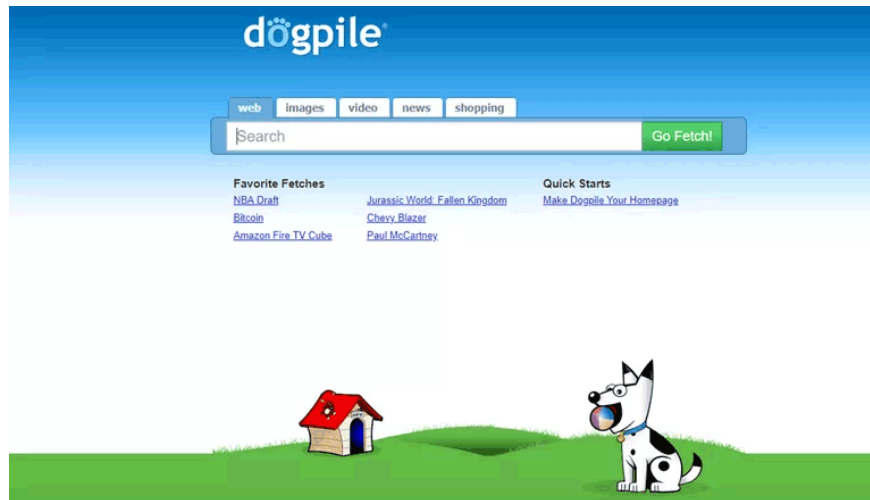 dogpile®
web images video news shopping
Search Go Fetch!
Favorite Fetches Quick Starts
NBA Draft Jurassic World: Fallen Kingdom Make Dogpile Your Homepage
Bitcoin Chevy Blazer
Amazon Fire TV Cube Paul McCartney